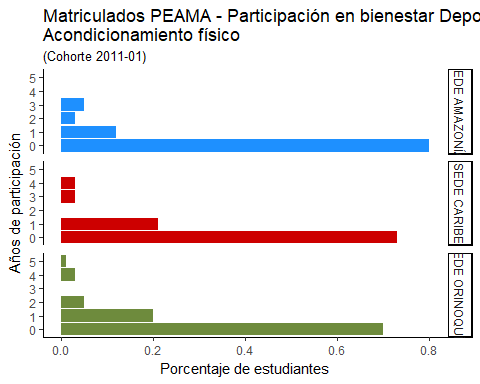 Matriculados PEAMA - Participación en bienestar Depo
Acondicionamiento físico
(Cohorte 2011-01)
Años de participación
5
4
3
2
1
0
EDE AMAZONÍ
5
4
3
2
1
0
SEDE CARIBE
5
4
3
2
1
0
EDE ORINOQUI
0.0 0.2 0.4 0.6 0.8
Porcentaje de estudiantes